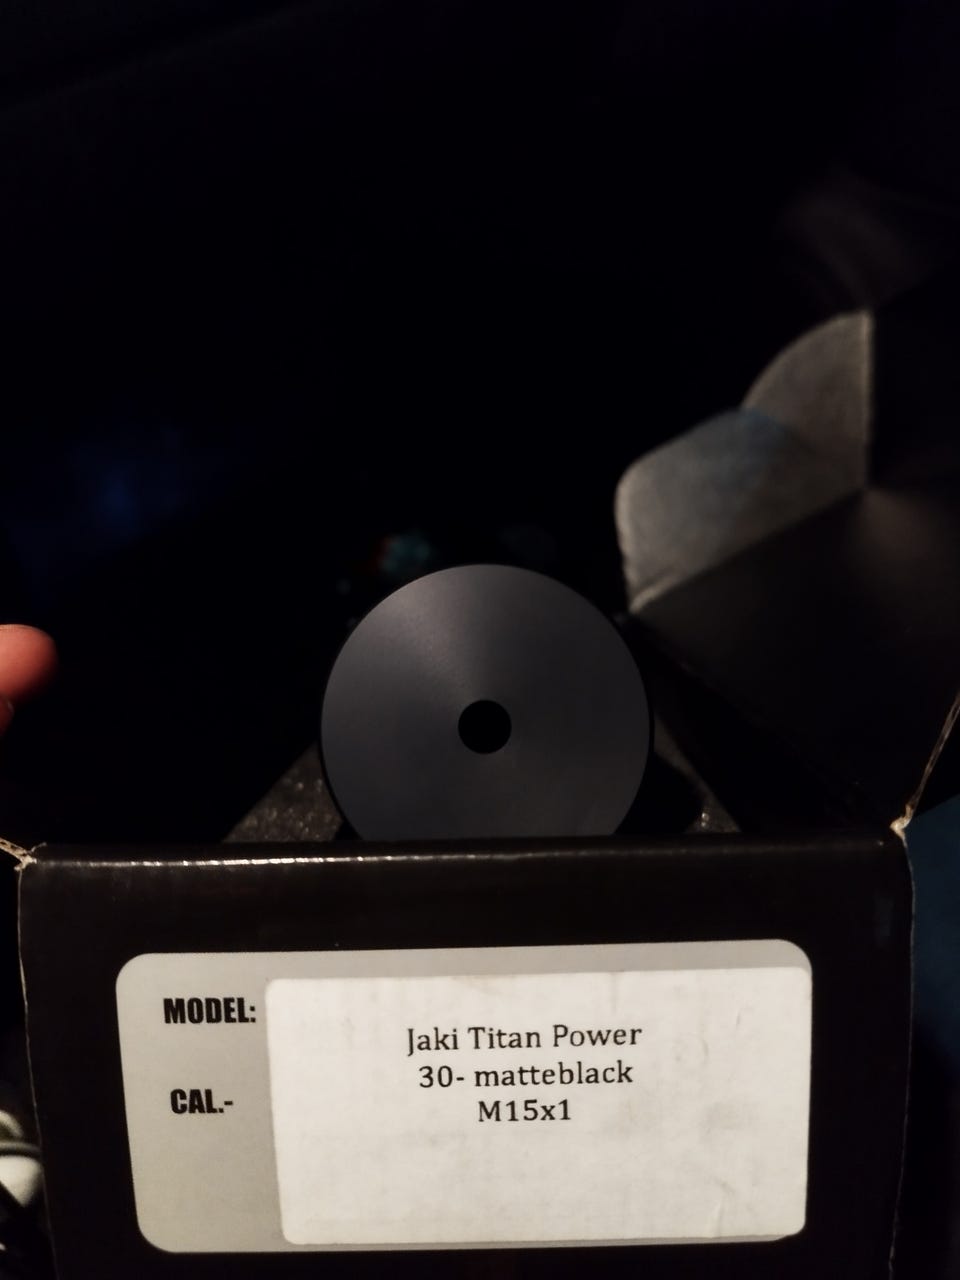 MODEL:
Jaki Titan Power
30- matteblack
CAL.-
M15x1